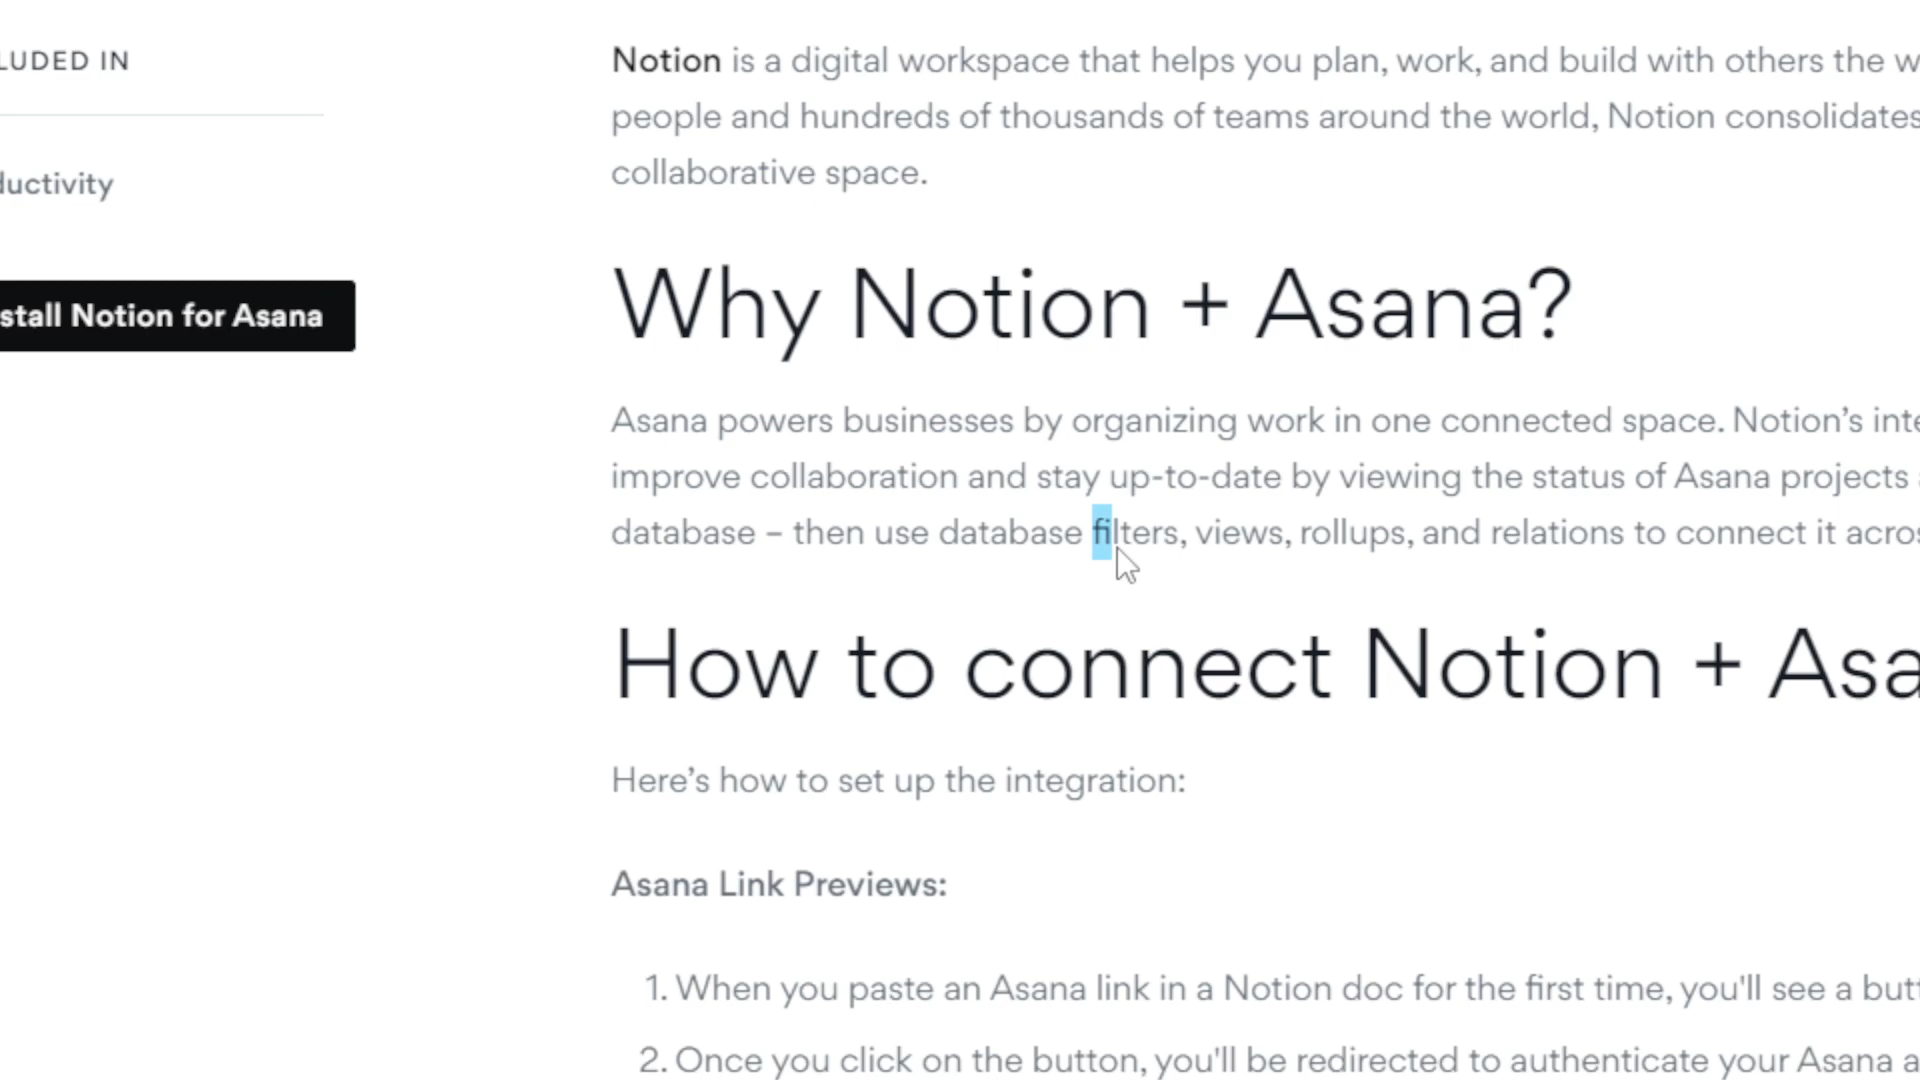 LUDED IN
ductivity
stall Notion for Asana
Notion is a digital workspace that helps you plan, work, and build with others the w
people and hundreds of thousands of teams around the world, Notion consolidates
collaborative space.
Why Notion + Asana?
Asana powers businesses by organizing work in one connected space. Notion’s inte
improve collaboration and stay up-to-date by viewing the status of Asana projects
database – then use database filters, views, rollups, and relations to connect it acros
How to connect Notion + Asa
Here’s how to set up the integration:
Asana Link Previews:
1. When you paste an Asana link in a Notion doc for the first time, you'll see a butt
2. Once you click on the button, you'll be redirected to authenticate your Asana a